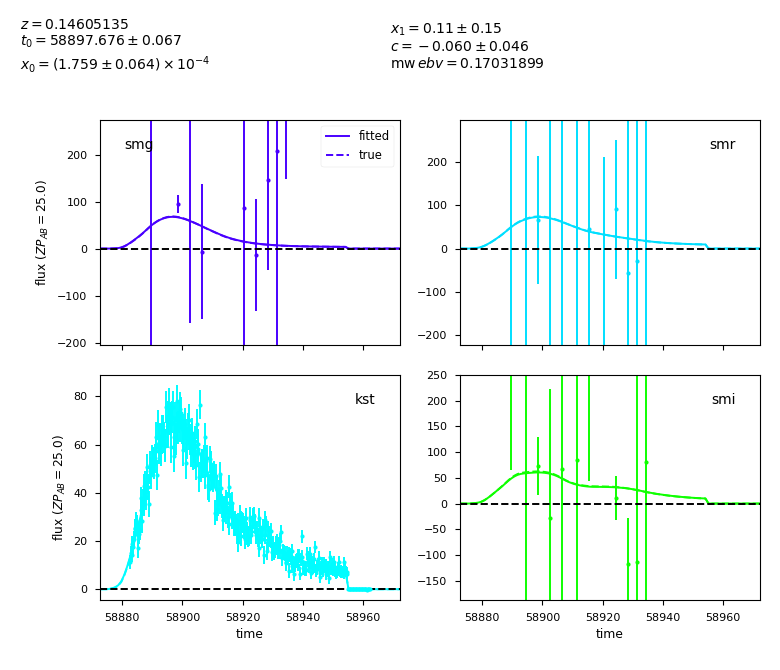 z = 0.14605135
t₀ = 58897.676 ± 0.067
x₀ = (1.759 ± 0.064) × 10⁻⁴
x₁ = 0.11 ± 0.15
c = −0.060 ± 0.046
mw ebv = 0.17031899
smg
fitted
true
200
100
0
−100
−200
flux (ZP_AB = 25.0)
smr
200
100
0
−100
−200
kst
80
60
40
20
0
flux (ZP_AB = 25.0)
58880 58900 58920 58940 58960
time
smi
250
200
150
100
50
0
−50
−100
−150
58880 58900 58920 58940 58960
time